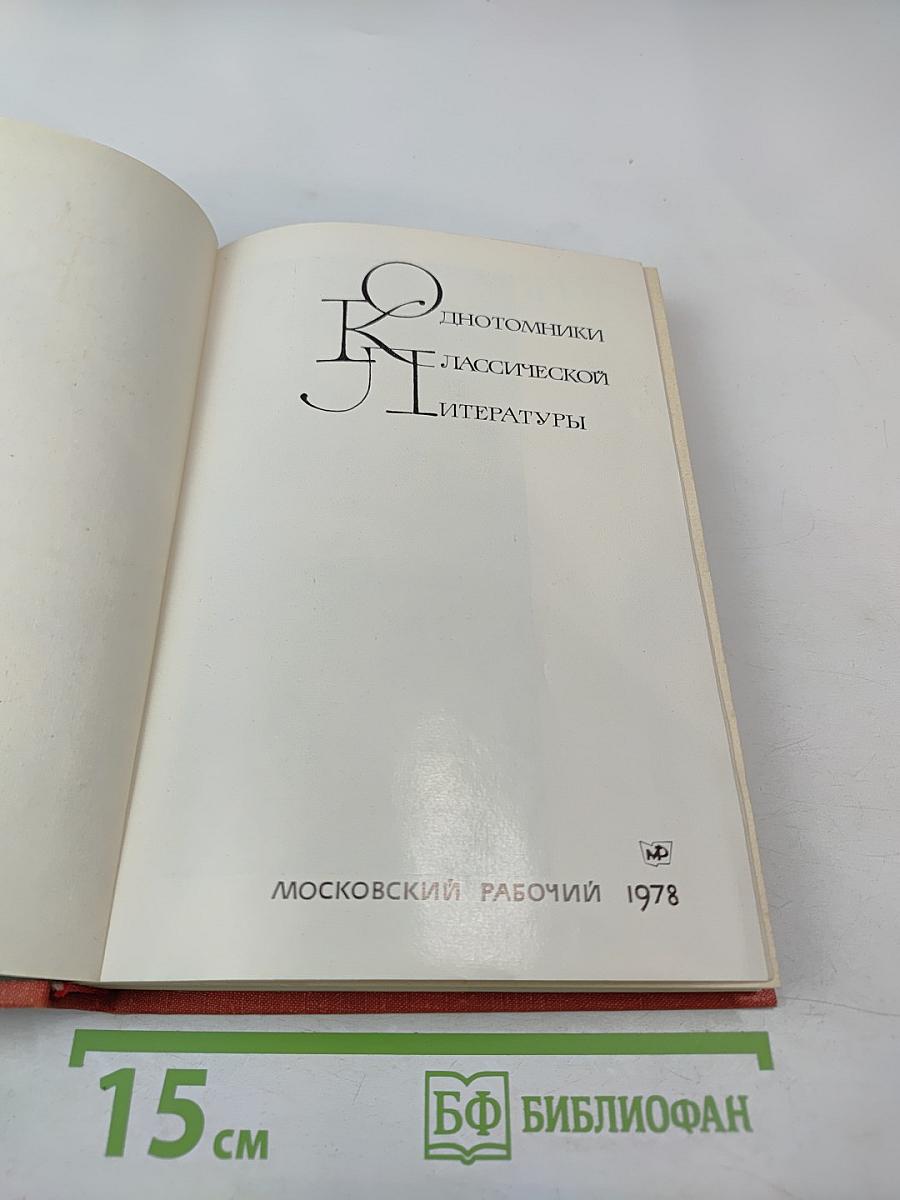 ОДНОТОМНИКИ
КЛАССИЧЕСКОЙ
ЛИТЕРАТУРЫ
МР
МОСКОВСКИЙ РАБОЧИЙ 1978
15 см
БФ БИБЛИОФАН